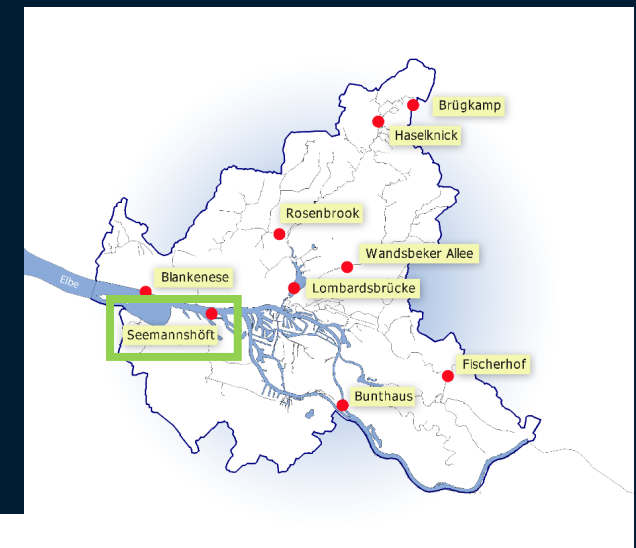 Brügkamp
Haselknick
Rosenbrook
Wandsbeker Allee
Elbe
Blankenese
Lombardsbrücke
Seemannshöft
Fischerhof
Bunthaus